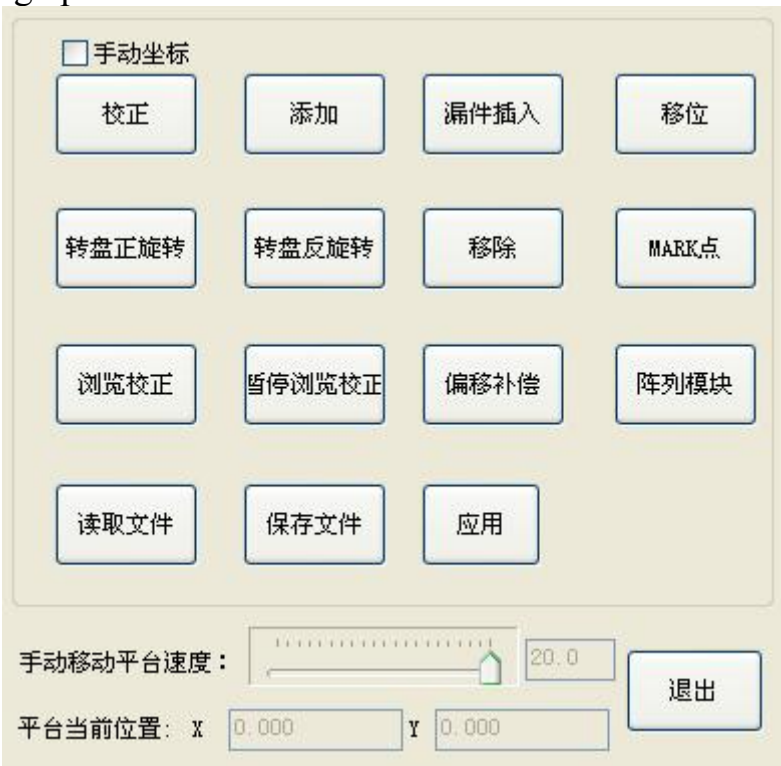 手动坐标
校正 添加 漏件插入 移位
转盘正旋转 转盘反旋转 移除 MARK点
浏览校正 暂停浏览校正 偏移补偿 阵列模块
读取文件 保存文件 应用
手动移动平台速度： 20.0
退出
平台当前位置: X 0.000 Y 0.000